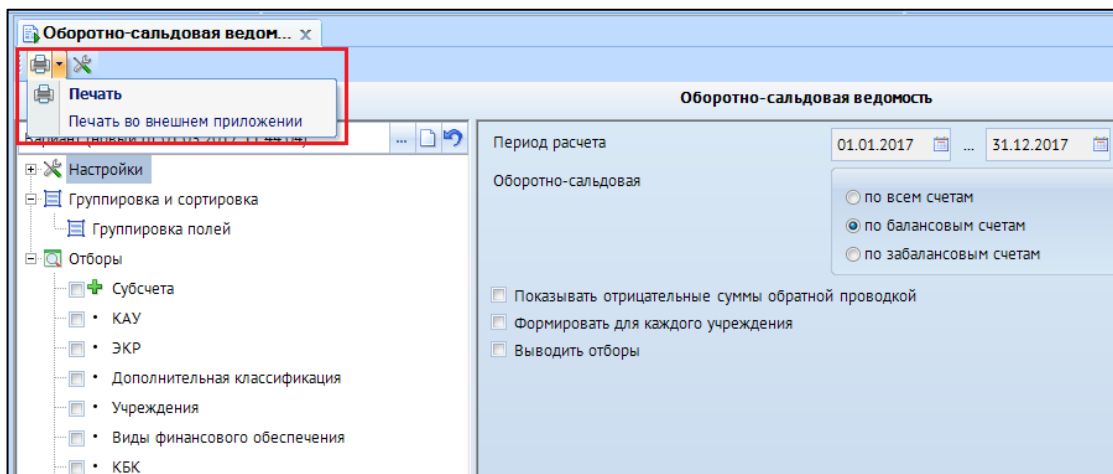 Оборотно-сальдовая ведом... x
Печать
Печать во внешнем приложении
Оборотно-сальдовая ведомость
...
Период расчета
01.01.2017 ... 31.12.2017
Настройки
Группировка и сортировка
Группировка полей
Отборы
Субсчета
КАУ
ЭКР
Дополнительная классификация
Учреждения
Виды финансового обеспечения
КБК
Оборотно-сальдовая
по всем счетам
по балансовым счетам
по забалансовым счетам
Показывать отрицательные суммы обратной проводкой
Формировать для каждого учреждения
Выводить отборы